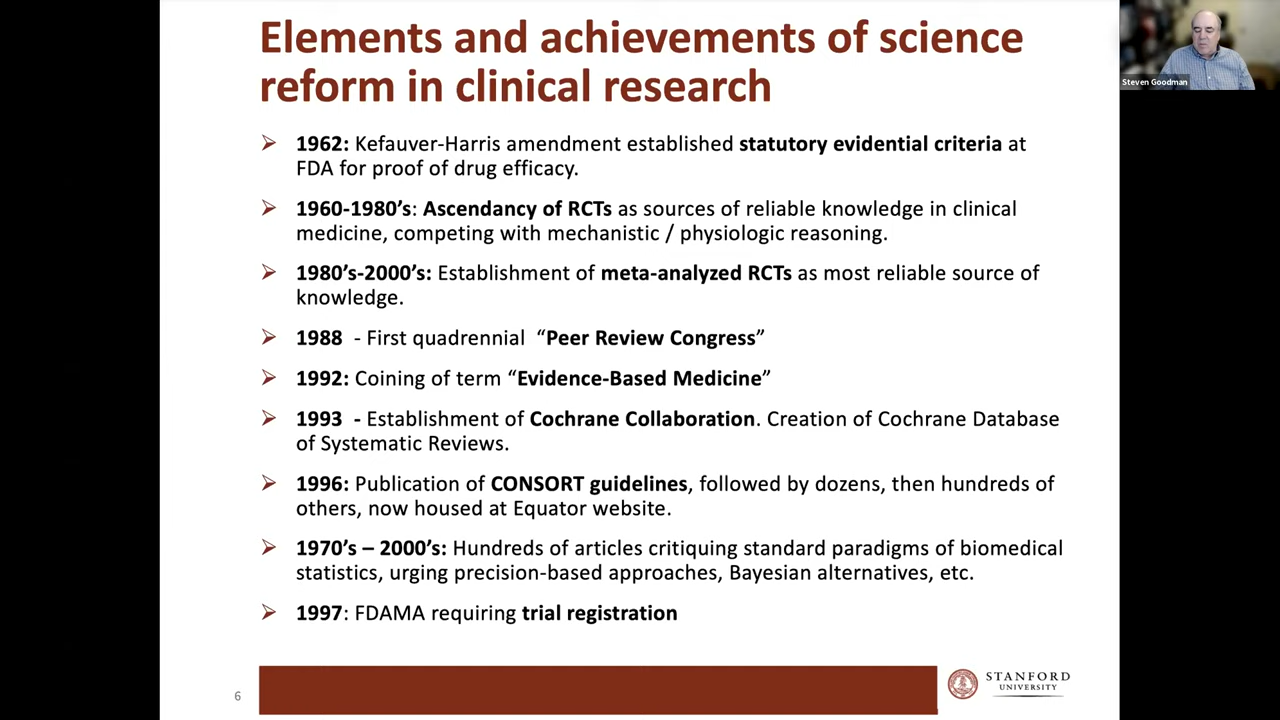 Elements and achievements of science
reform in clinical research
Steven Goodman
➢ 1962: Kefauver-Harris amendment established statutory evidential criteria at
FDA for proof of drug efficacy.
➢ 1960-1980’s: Ascendancy of RCTs as sources of reliable knowledge in clinical
medicine, competing with mechanistic / physiologic reasoning.
➢ 1980’s-2000’s: Establishment of meta-analyzed RCTs as most reliable source of
knowledge.
➢ 1988 - First quadrennial “Peer Review Congress”
➢ 1992: Coining of term “Evidence-Based Medicine”
➢ 1993 - Establishment of Cochrane Collaboration. Creation of Cochrane Database
of Systematic Reviews.
➢ 1996: Publication of CONSORT guidelines, followed by dozens, then hundreds of
others, now housed at Equator website.
➢ 1970’s – 2000’s: Hundreds of articles critiquing standard paradigms of biomedical
statistics, urging precision-based approaches, Bayesian alternatives, etc.
➢ 1997: FDAMA requiring trial registration
6
STANFORD
UNIVERSITY